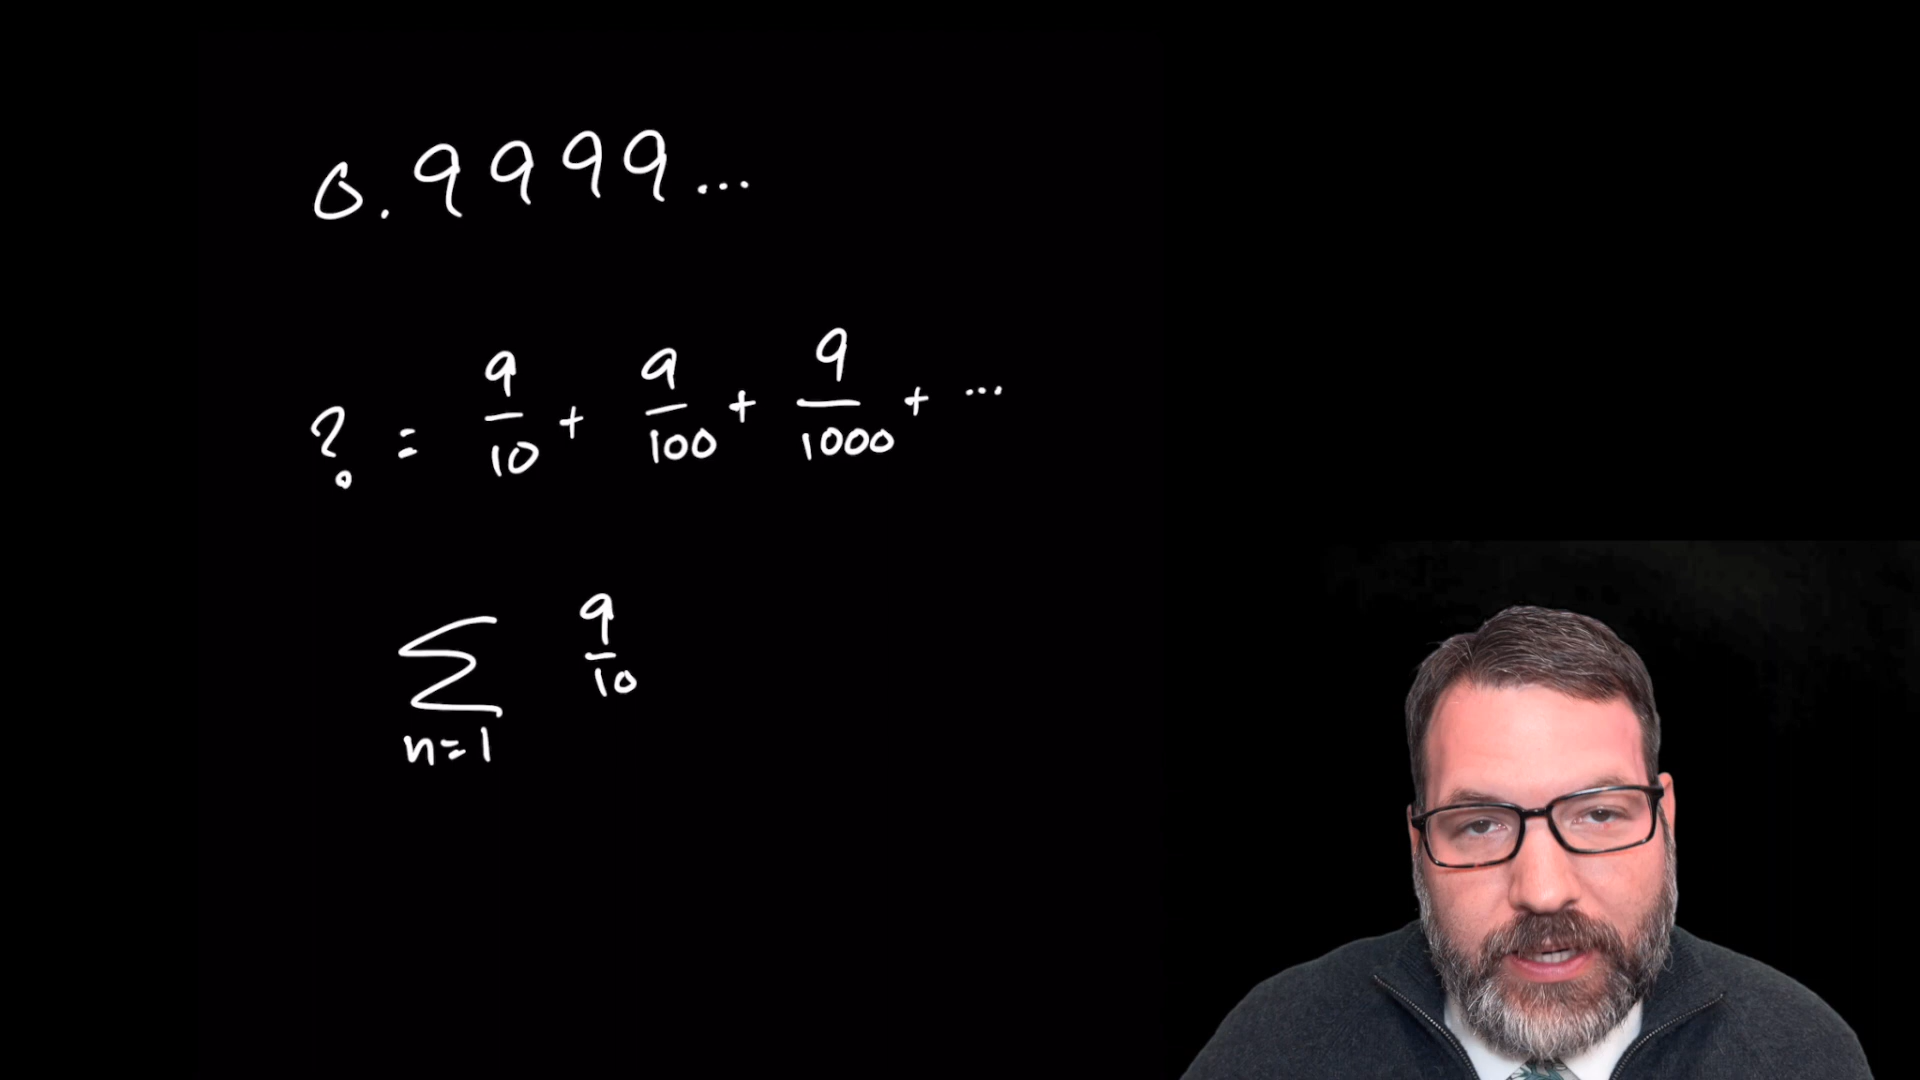 0.9999...
? = 9/10 + 9/100 + 9/1000 + ...
∑ n=1 9/10